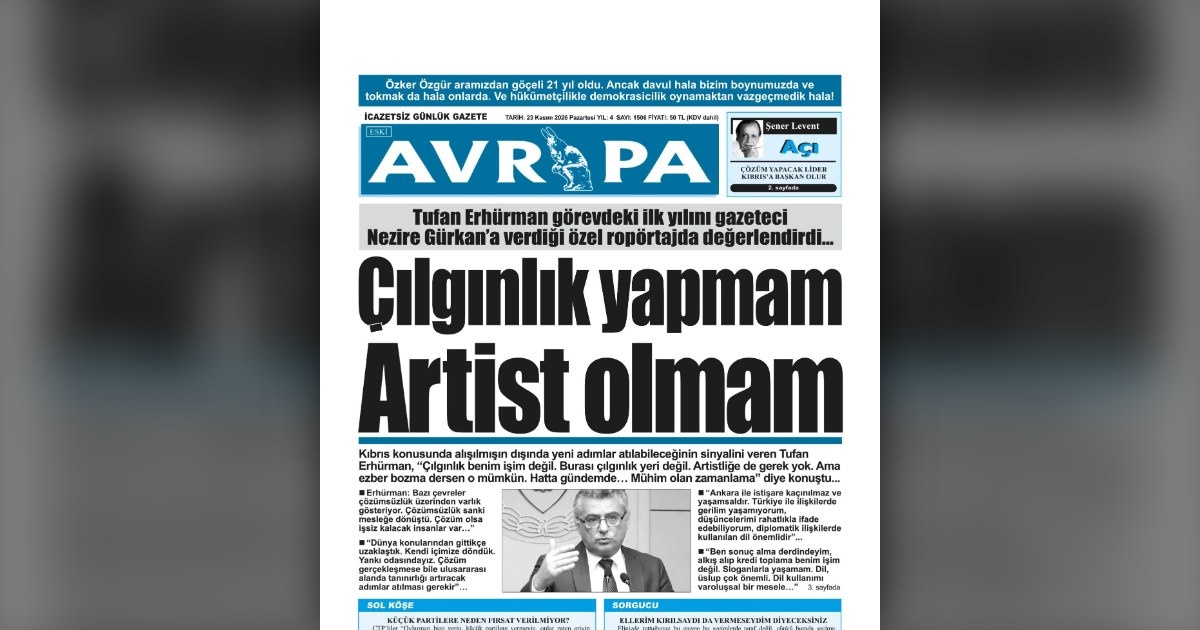 Özker Özgür aramızdan göçeli 21 yıl oldu. Ancak davul hala bizim boynumuzda ve
tokmak da hala onlarda. Ve hükümetçilikle demokrasicilik oynamaktan vazgeçmedik hala!
İCAZETSİZ GÜNLÜK GAZETE
TARİH: 23 Kasım 2026 Pazartesi YIL: 4 SAYI: 1506 FİYATI: 50 TL (KDV dahil)
ESKİ
AVRPA
Şener Levent
Açı
ÇÖZÜM YAPACAK LİDER
KIBRIS'A BAŞKAN OLUR
2. sayfada
Tufan Erhürman görevdeki ilk yılını gazeteci
Nezire Gürkan'a verdiği özel ropörtajda değerlendirdi...
Çılgınlık yapmam
Artist olmam
Kıbrıs konusunda alışılmışın dışında yeni adımlar atılabileceğinin sinyalini veren Tufan
Erhürman, “Çılgınlık benim işim değil. Burası çılgınlık yeri değil. Artistliğe de gerek yok. Ama
ezber bozma dersen o mümkün. Hatta gündemde… Mühim olan zamanlama” diye konuştu...
■ Erhürman: Bazı çevreler
çözümsüzlük üzerinden varlık
gösteriyor. Çözümsüzlük sanki
mesleğe dönüştü. Çözüm olsa
işsiz kalacak insanlar var…”
■ “Dünya konularından gittikçe
uzaklaştık. Kendi içimize döndük.
Yankı odasındayız. Çözüm
gerçekleşmese bile uluslararası
alanda tanınırlığı artıracak
adımlar atılması gerekir”…
■ “Ankara ile istişare kaçınılmaz ve
yaşamsaldır. Türkiye ile ilişkilerde
gerilim yaşamıyorum,
düşüncelerimi rahatlıkla ifade
edebiliyorum, diplomatik ilişkilerde
kullanılan dil önemlidir”...
■ “Ben sonuç alma derdindeyim,
alkış alıp kredi toplama benim işim
değil. Sloganlarla yaşamam. Dil,
üslup çok önemli. Dil kullanımı
varoluşsal bir mesele…”
3. sayfada
SOL KÖŞE
KÜÇÜK PARTİLERE NEDEN FIRSAT VERİLMİYOR?
SORGUCU
ELLERİM KIRILSAYDI DA VERMESEYDİM DİYECEKSİNİZ